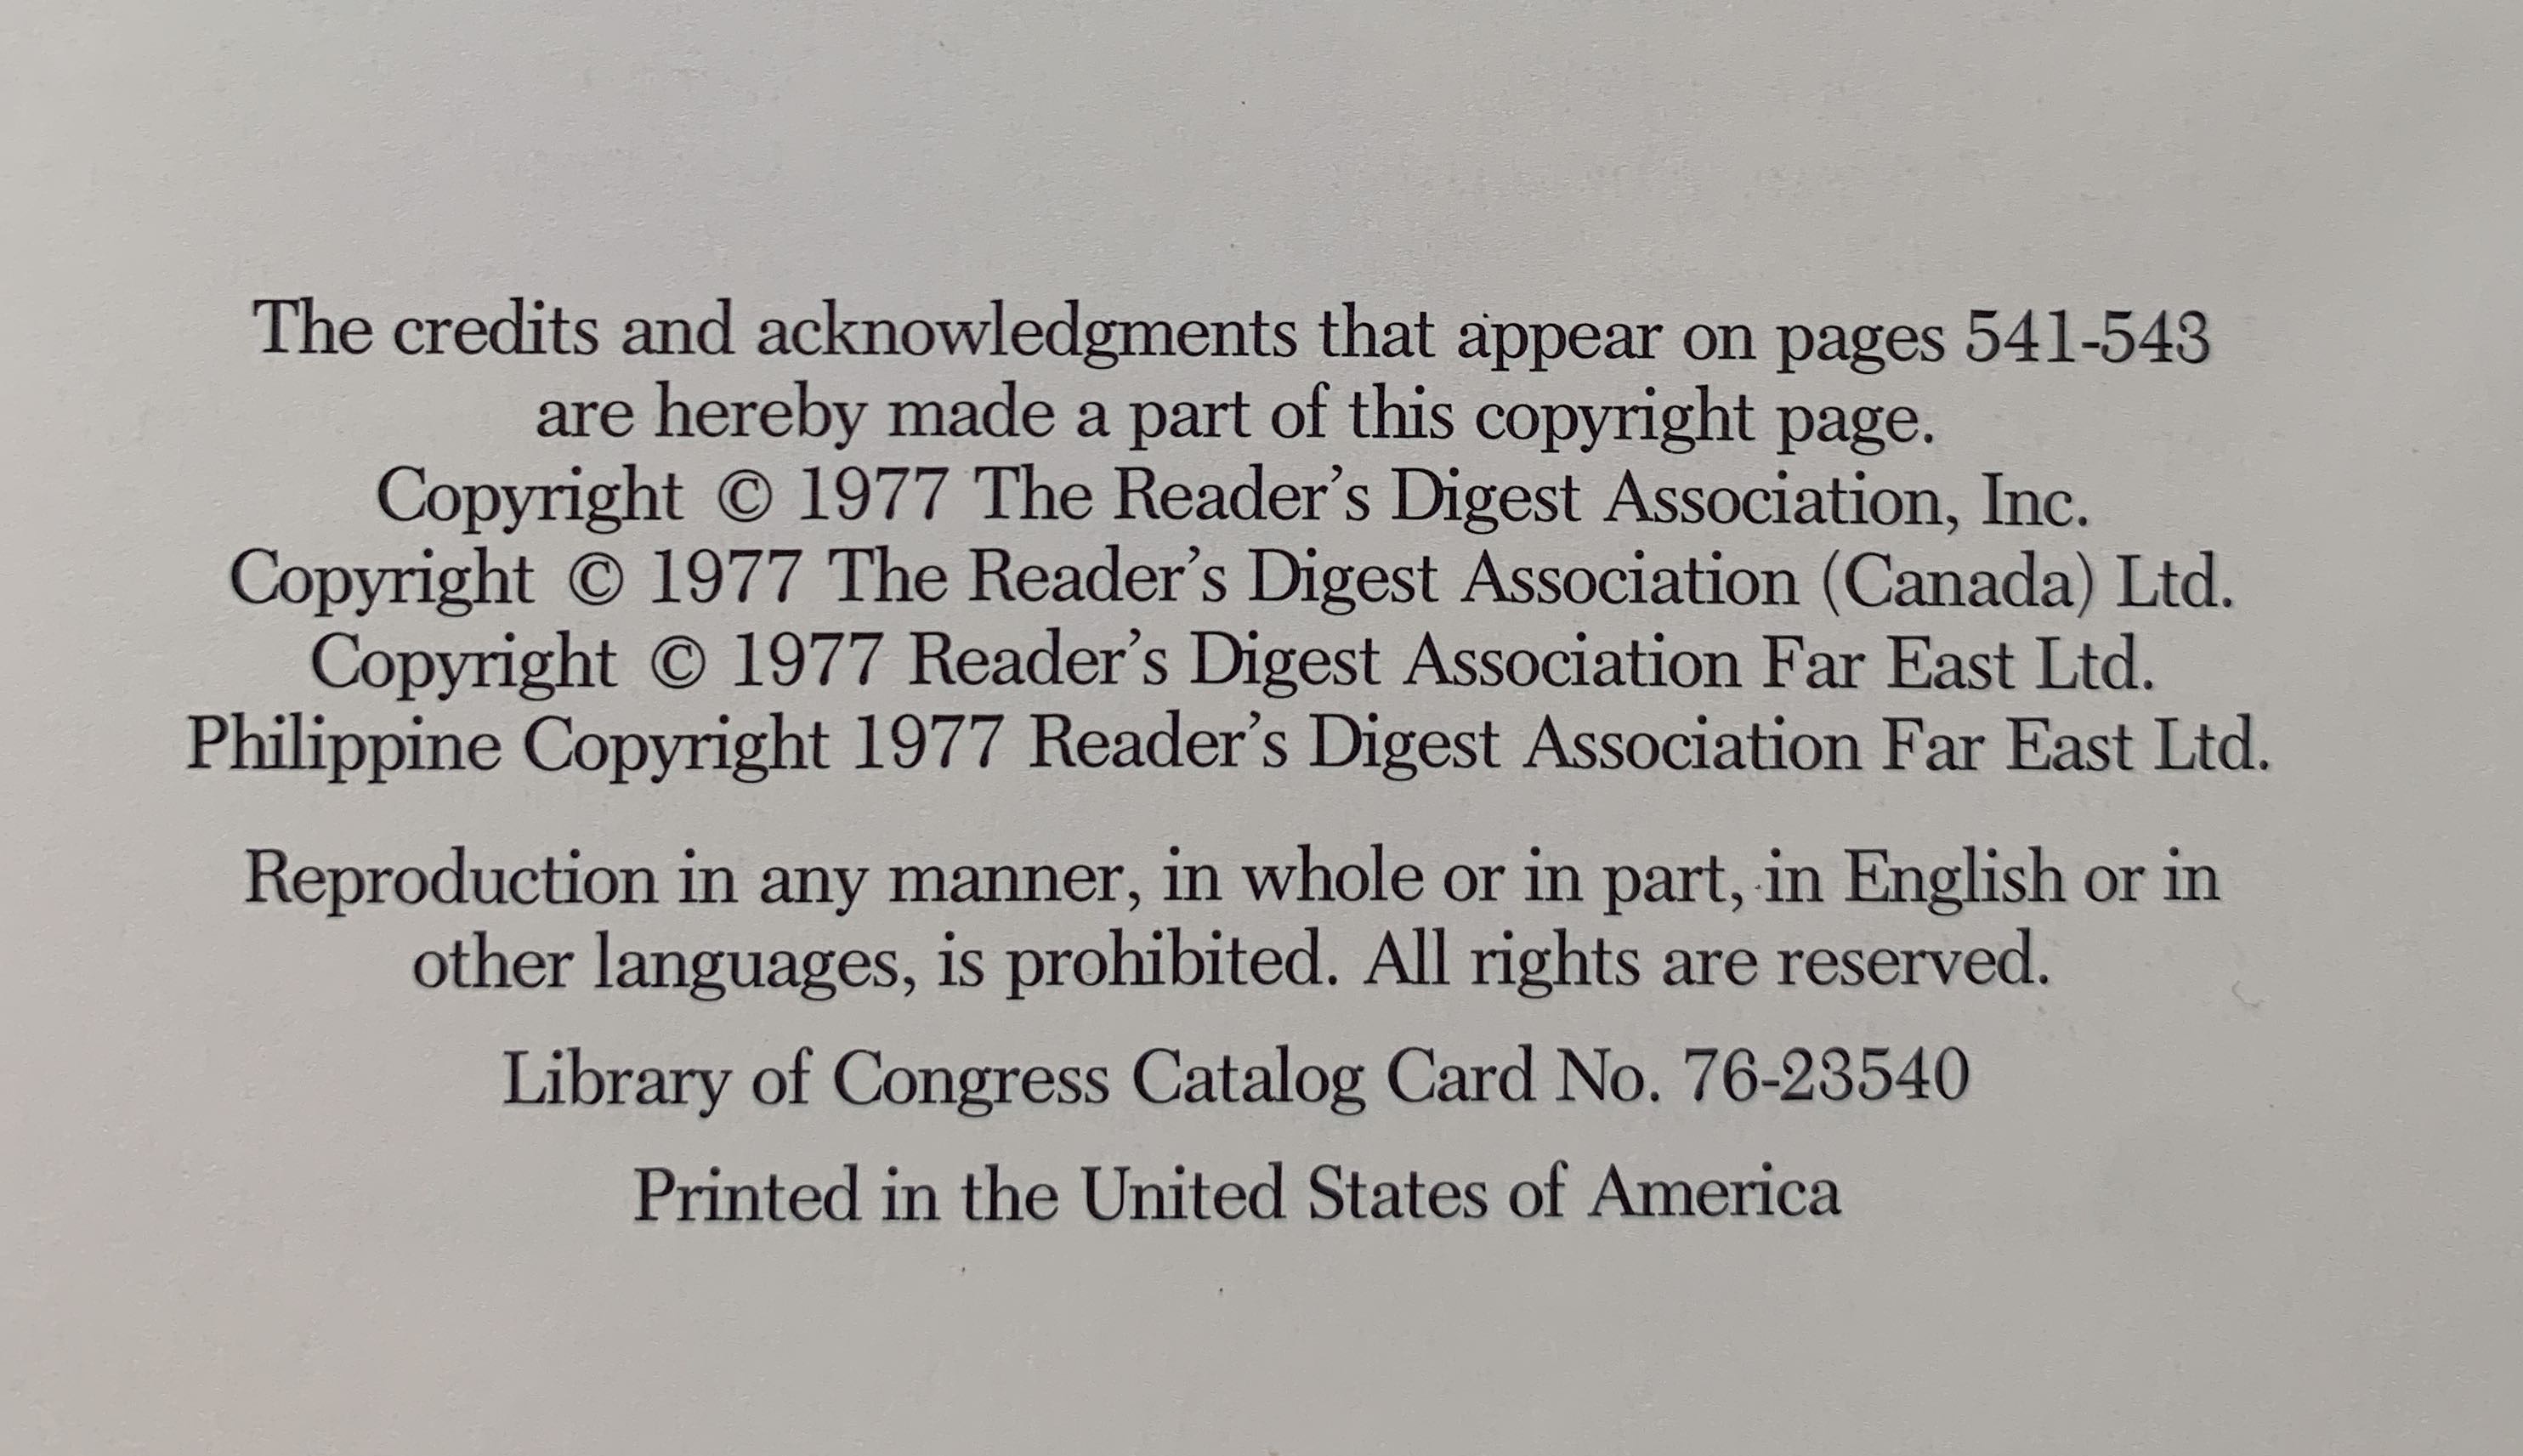 The credits and acknowledgments that appear on pages 541-543
are hereby made a part of this copyright page.
Copyright © 1977 The Reader’s Digest Association, Inc.
Copyright © 1977 The Reader’s Digest Association (Canada) Ltd.
Copyright © 1977 Reader’s Digest Association Far East Ltd.
Philippine Copyright 1977 Reader’s Digest Association Far East Ltd.
Reproduction in any manner, in whole or in part, in English or in
other languages, is prohibited. All rights are reserved.
Library of Congress Catalog Card No. 76-23540
Printed in the United States of America